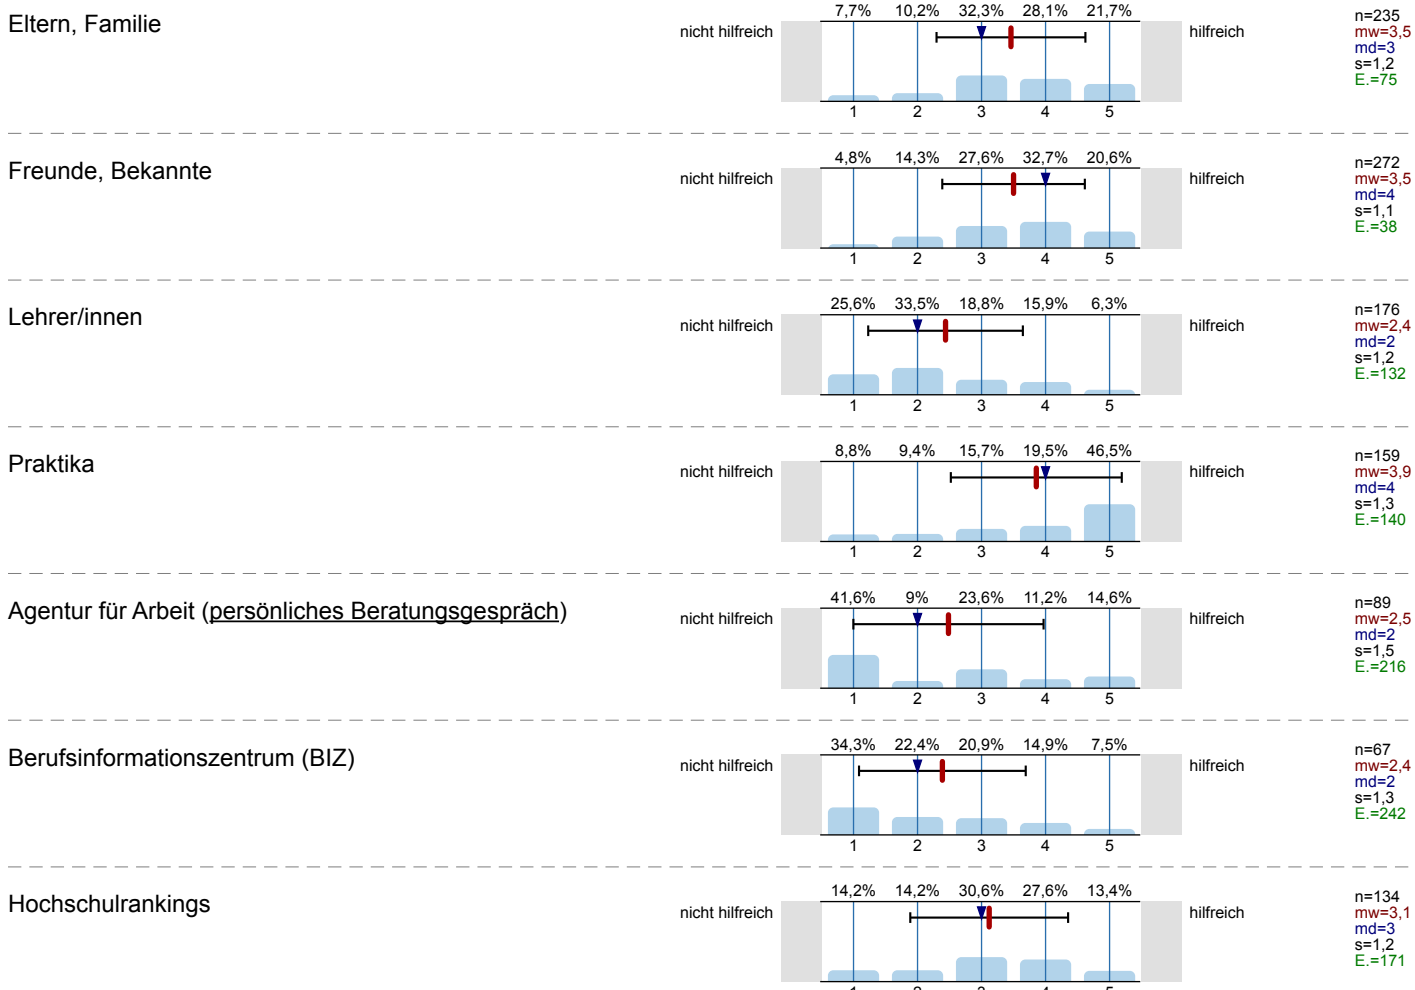 Eltern, Familie
7,7% 10,2% 32,3% 28,1% 21,7%
nicht hilfreich
hilfreich
1 2 3 4 5
n=235
mw=3,5
md=3
s=1,2
E.=75
Freunde, Bekannte
4,8% 14,3% 27,6% 32,7% 20,6%
nicht hilfreich
hilfreich
1 2 3 4 5
n=272
mw=3,5
md=4
s=1,1
E.=38
Lehrer/innen
25,6% 33,5% 18,8% 15,9% 6,3%
nicht hilfreich
hilfreich
1 2 3 4 5
n=176
mw=2,4
md=2
s=1,2
E.=132
Praktika
8,8% 9,4% 15,7% 19,5% 46,5%
nicht hilfreich
hilfreich
1 2 3 4 5
n=159
mw=3,9
md=4
s=1,3
E.=140
Agentur für Arbeit (persönliches Beratungsgespräch)
41,6% 9% 23,6% 11,2% 14,6%
nicht hilfreich
hilfreich
1 2 3 4 5
n=89
mw=2,5
md=2
s=1,5
E.=216
Berufsinformationszentrum (BIZ)
34,3% 22,4% 20,9% 14,9% 7,5%
nicht hilfreich
hilfreich
1 2 3 4 5
n=67
mw=2,4
md=2
s=1,3
E.=242
Hochschulrankings
14,2% 14,2% 30,6% 27,6% 13,4%
nicht hilfreich
hilfreich
1 2 3 4 5
n=134
mw=3,1
md=3
s=1,2
E.=171